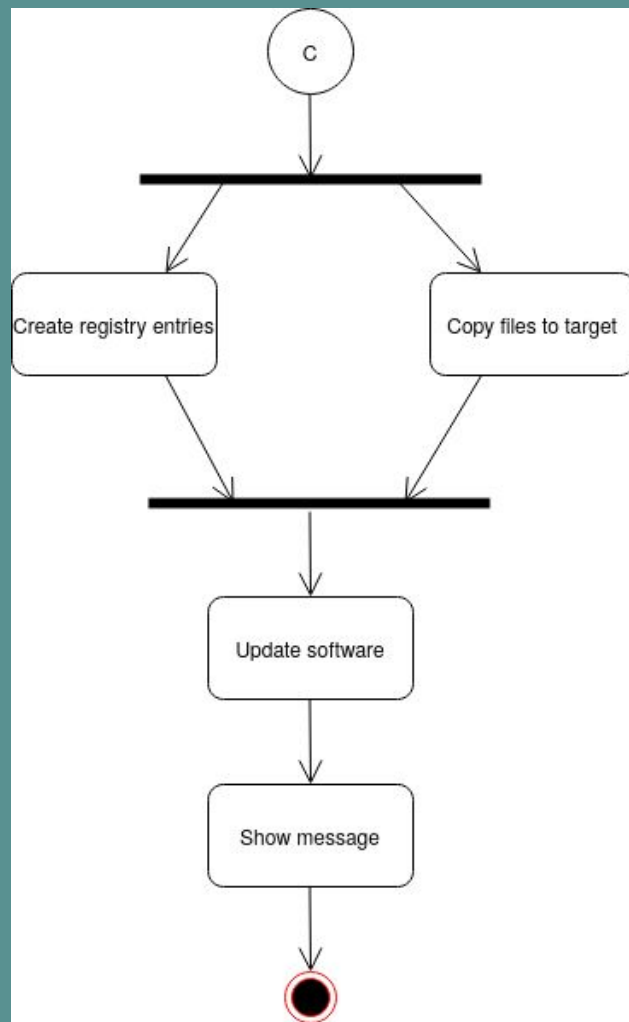 C
Create registry entries
Copy files to target
Update software
Show message